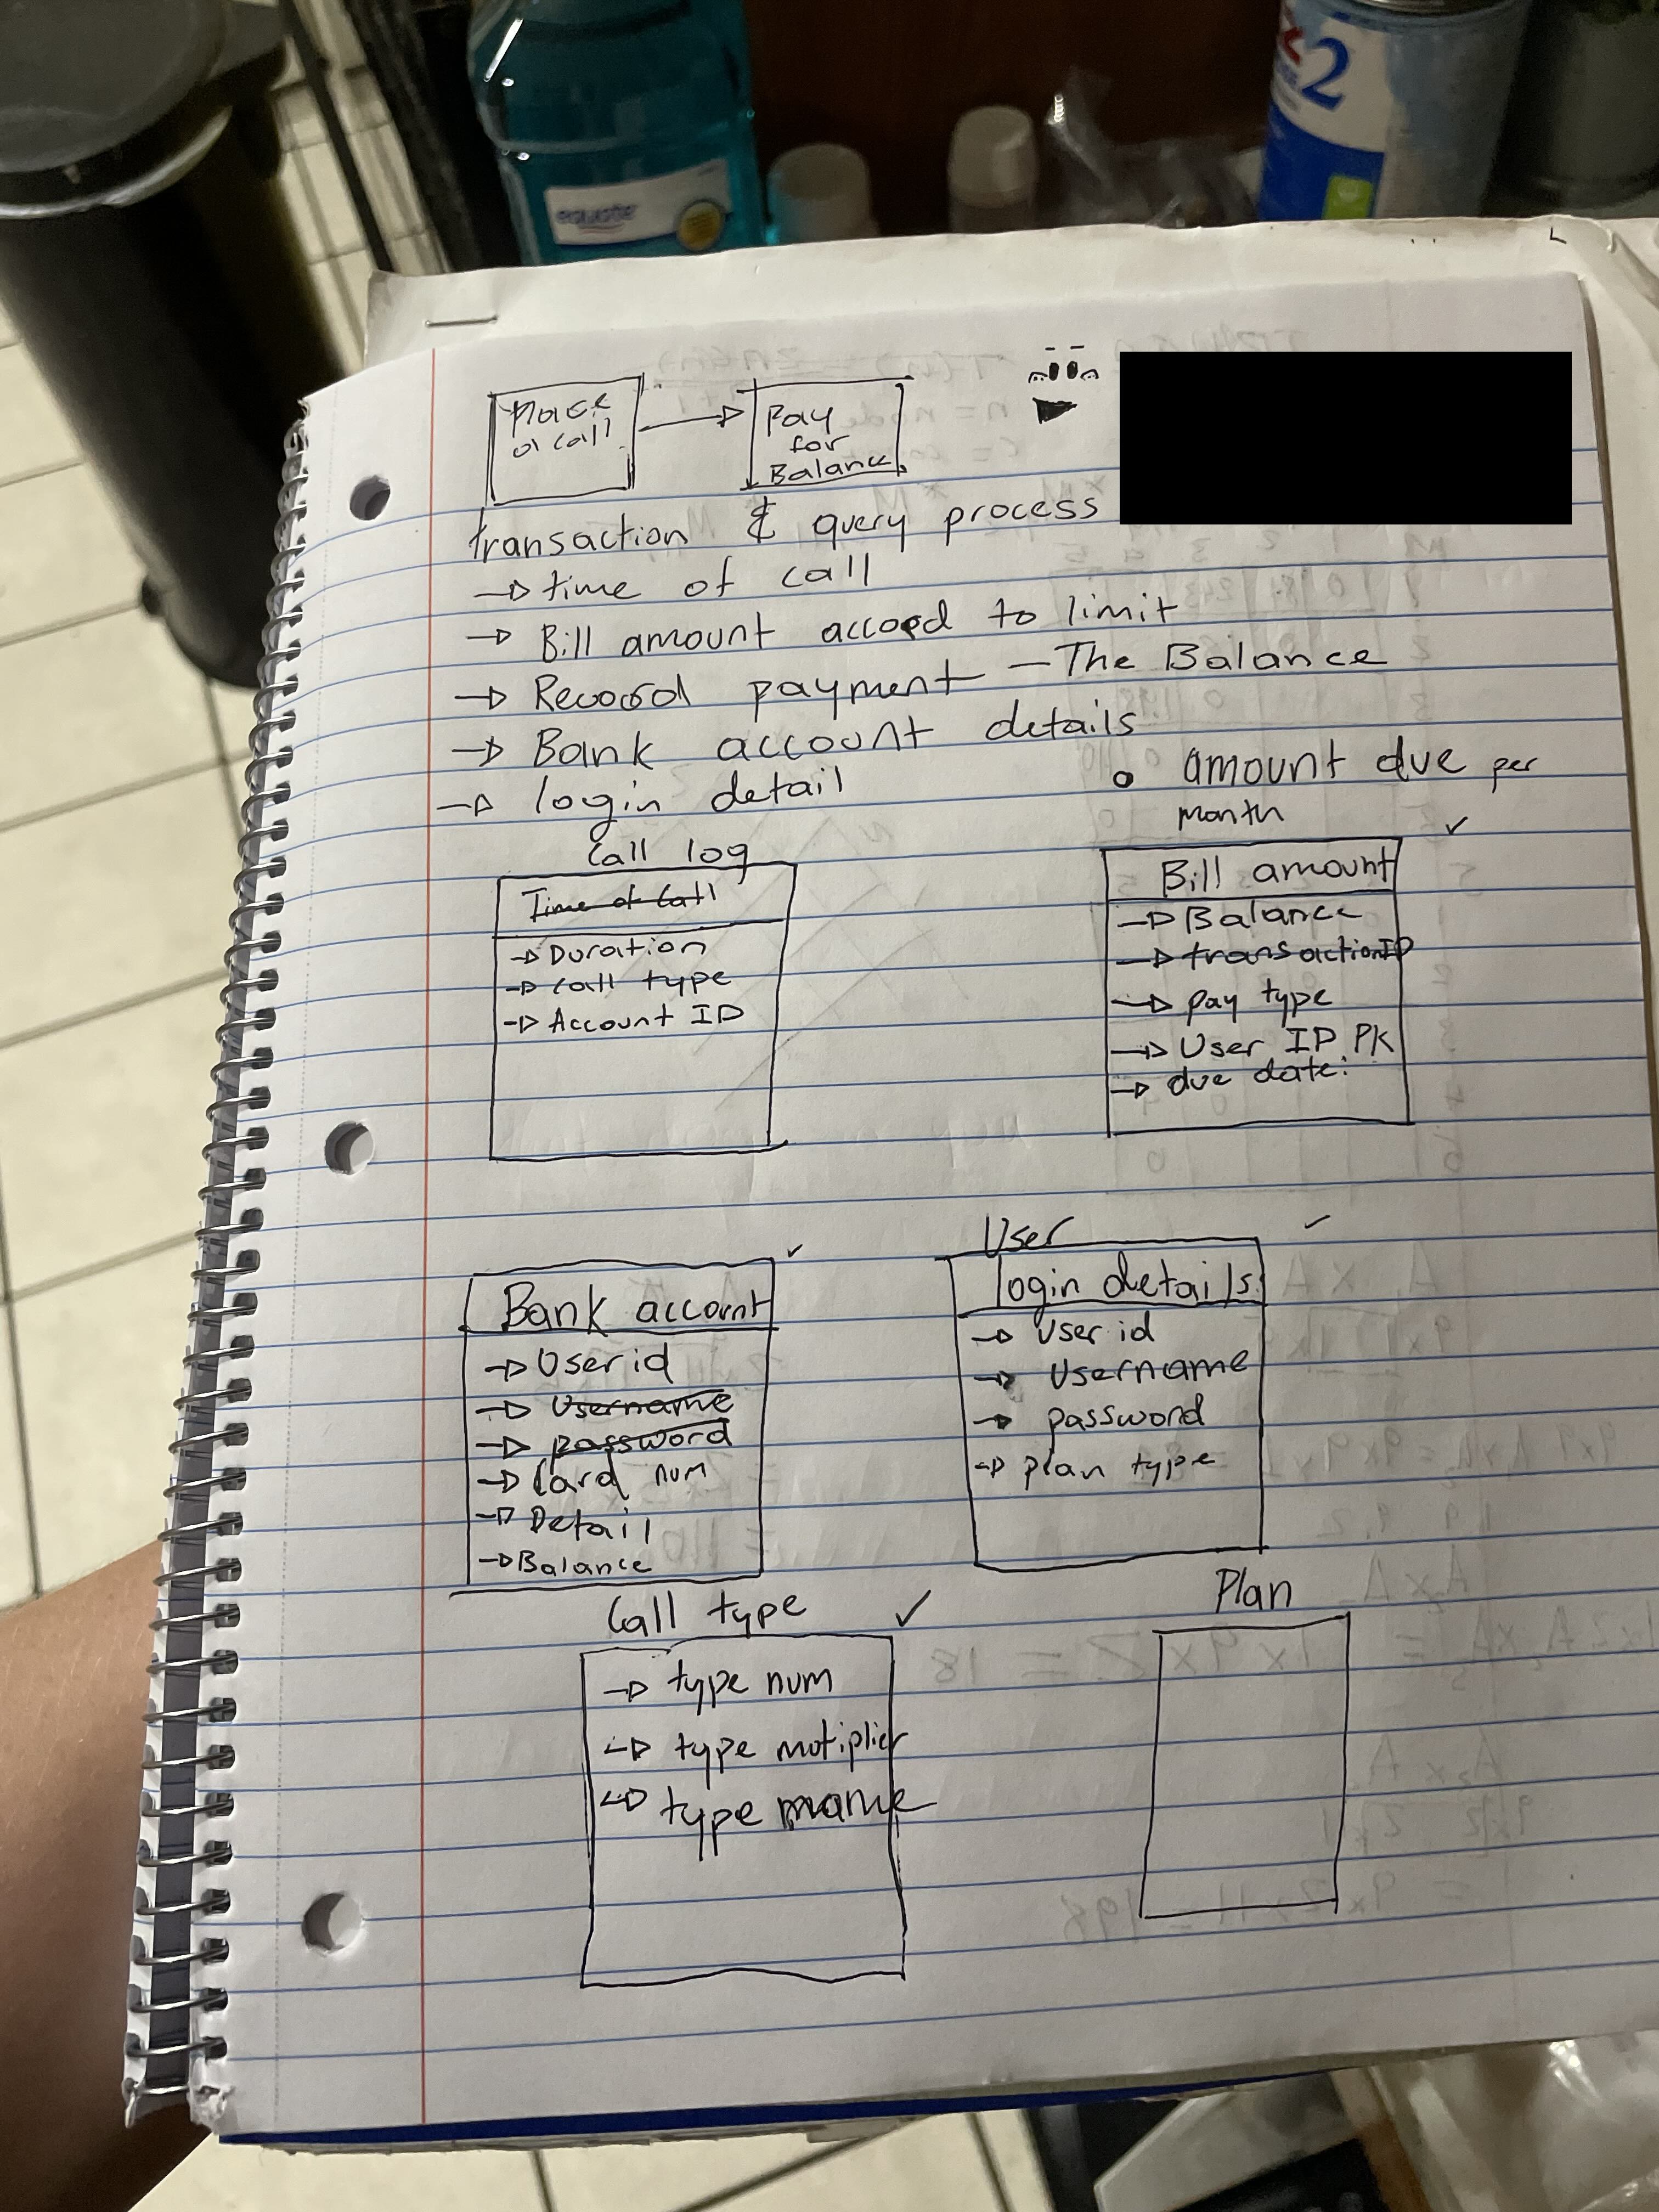 equate
2
Place
a call
Pay
for
Balance
transaction & query process
→ time of call
→ Bill amount accord to limit
→ Record payment – The Balance
→ Bank account details
→ login detail
o amount due per
month
Call log
Time of Call
→ Duration
→ call type
→ Account ID
✓
Bill amount
→ Balance
→ transactionID
→ pay type
→ User ID PK
→ due date:
✓
Bank account
→ User id
→ Username
→ password
→ Card num
→ Detail
→ Balance
User ✓
login details
→ User id
→ Username
→ password
→ plan type
Call type ✓
→ type num
→ type motiplier
→ type name
Plan